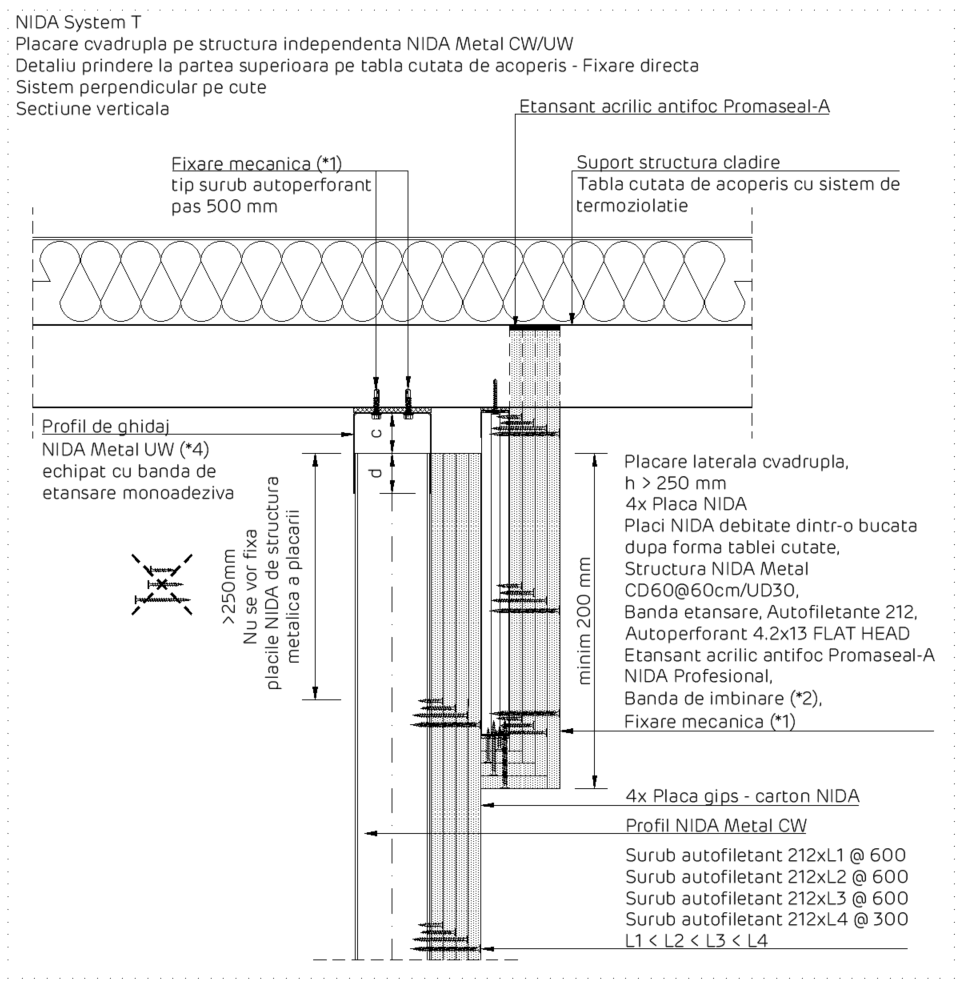 NIDA System T
Placare cvadrupla pe structura independenta NIDA Metal CW/UW
Detaliu prindere la partea superioara pe tabla cutata de acoperis - Fixare directa
Sistem perpendicular pe cute
Sectiune verticala
Etansant acrilic antifoc Promaseal-A
Fixare mecanica (*1)
tip surub autoperforant
pas 500 mm
Suport structura cladire
Tabla cutata de acoperis cu sistem de
termoziolatie
Profil de ghidaj
NIDA Metal UW (*4)
echipat cu banda de
etansare monoadeziva
c
d
>250mm
Nu se vor fixa
placile NIDA de structura
metalica a placarii
minim 200 mm
Placare laterala cvadrupla,
h > 250 mm
4x Placa NIDA
Placi NIDA debitate dintr-o bucata
dupa forma tablei cutate,
Structura NIDA Metal
CD60@60cm/UD30,
Banda etansare, Autofiletante 212,
Autoperforant 4.2x13 FLAT HEAD
Etansant acrilic antifoc Promaseal-A
NIDA Profesional,
Banda de imbinare (*2),
Fixare mecanica (*1)
4x Placa gips - carton NIDA
Profil NIDA Metal CW
Surub autofiletant 212xL1 @ 600
Surub autofiletant 212xL2 @ 600
Surub autofiletant 212xL3 @ 600
Surub autofiletant 212xL4 @ 300
L1 < L2 < L3 < L4